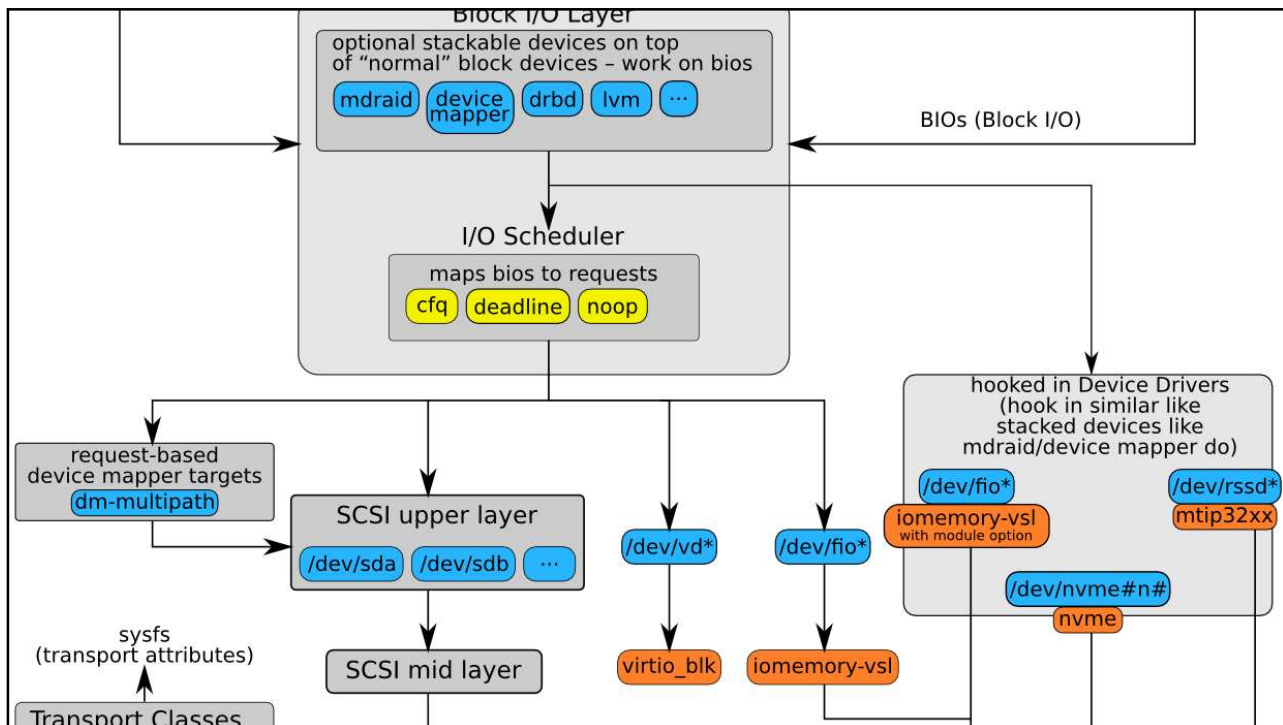 Block I/O Layer
optional stackable devices on top
of “normal” block devices – work on bios
mdraid
device
mapper
drbd
lvm
...
BIOs (Block I/O)
I/O Scheduler
maps bios to requests
cfq
deadline
noop
hooked in Device Drivers
(hook in similar like
stacked devices like
mdraid/device mapper do)
/dev/fio*
iomemory-vsl
with module option
/dev/rssd*
mtip32xx
/dev/nvme#n#
nvme
request-based
device mapper targets
dm-multipath
SCSI upper layer
/dev/sda
/dev/sdb
...
/dev/vd*
/dev/fio*
sysfs
(transport attributes)
SCSI mid layer
virtio_blk
iomemory-vsl
Transport Classes